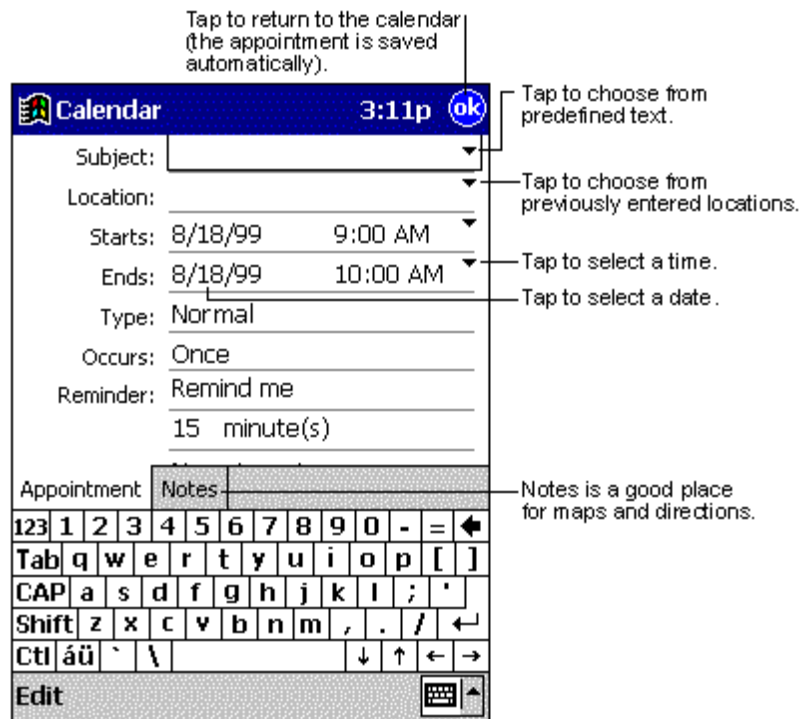 Tap to return to the calendar
(the appointment is saved
automatically).
Calendar 3:11p ok
Tap to choose from
predefined text.
Subject:
Location:
Tap to choose from
previously entered locations.
Starts: 8/18/99 9:00 AM
Ends: 8/18/99 10:00 AM
Tap to select a time.
Tap to select a date.
Type: Normal
Occurs: Once
Reminder: Remind me
15 minute(s)
Appointment Notes
Notes is a good place
for maps and directions.
123 1 2 3 4 5 6 7 8 9 0 - = 🡄
Tab q w e r t y u i o p [ ]
CAP a s d f g h j k l ; '
Shift z x c v b n m , . / ↵
Ctl áü ` \ ↓ ↑ ← →
Edit